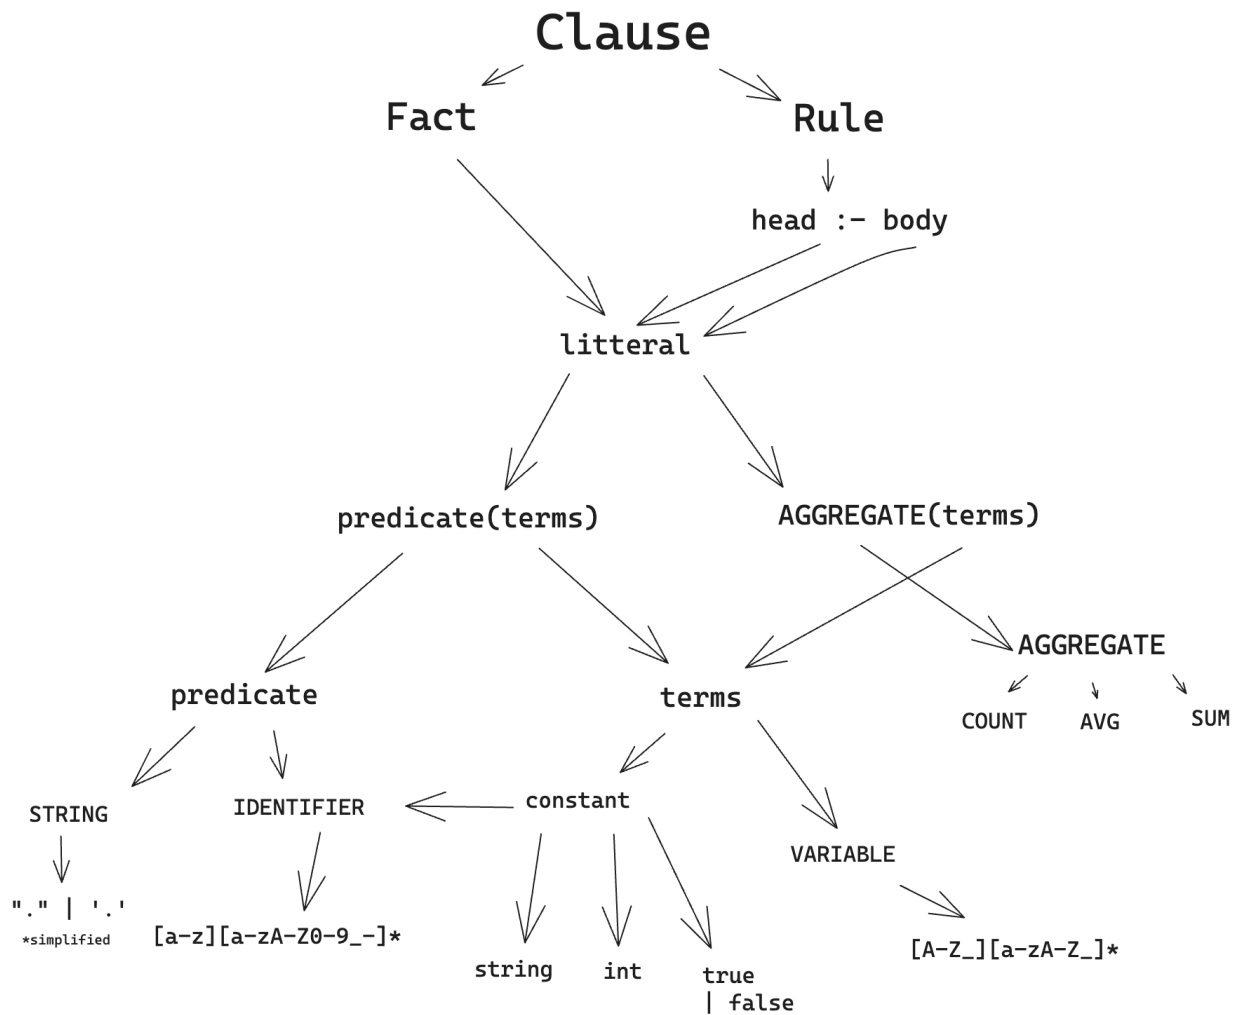 Clause
Fact
Rule
head :- body
litteral
predicate(terms)
AGGREGATE(terms)
AGGREGATE
predicate
terms
COUNT
AVG
SUM
STRING
IDENTIFIER
constant
VARIABLE
"." | '.'
*simplified
[a-z][a-zA-Z0-9_-]*
[A-Z_][a-zA-Z_]*
string
int
true
| false